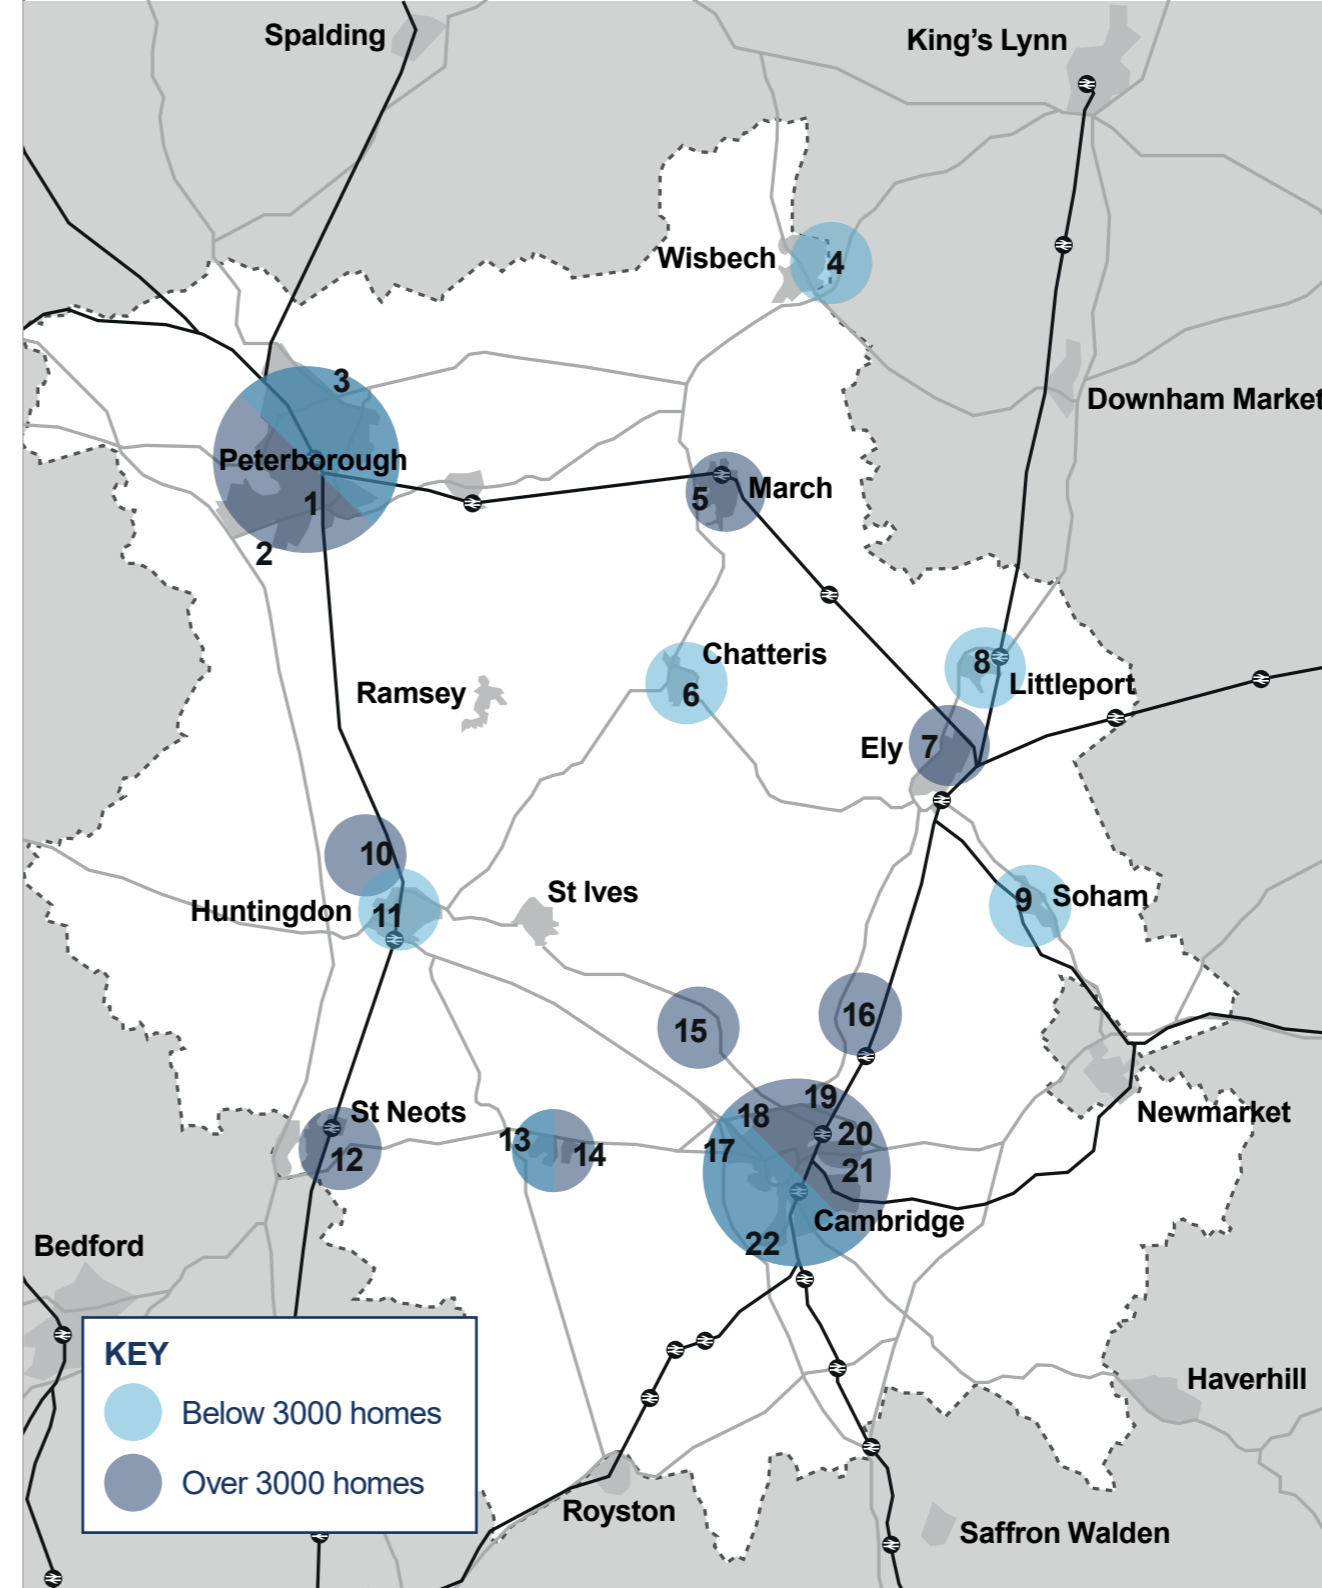 Spalding
King's Lynn
Wisbech
4
Downham Market
3
Peterborough
1
2
5
March
Chatteris
6
8
Littleport
Ramsey
Ely
7
10
Huntingdon
11
St Ives
9
Soham
15
16
St Neots
12
13
14
18
19
17
20
21
Cambridge
22
Newmarket
Bedford
KEY
Below 3000 homes
Over 3000 homes
Haverhill
Royston
Saffron Walden